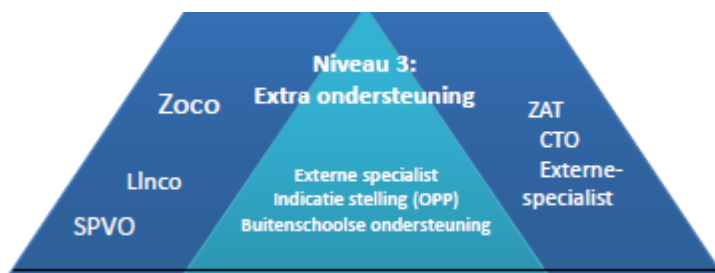 Niveau 3:
Extra ondersteuning
Zoco
Llnco
SPVO
Externe specialist
Indicatie stelling (OPP)
Buitenschoolse ondersteuning
ZAT
CTO
Externe-
specialist